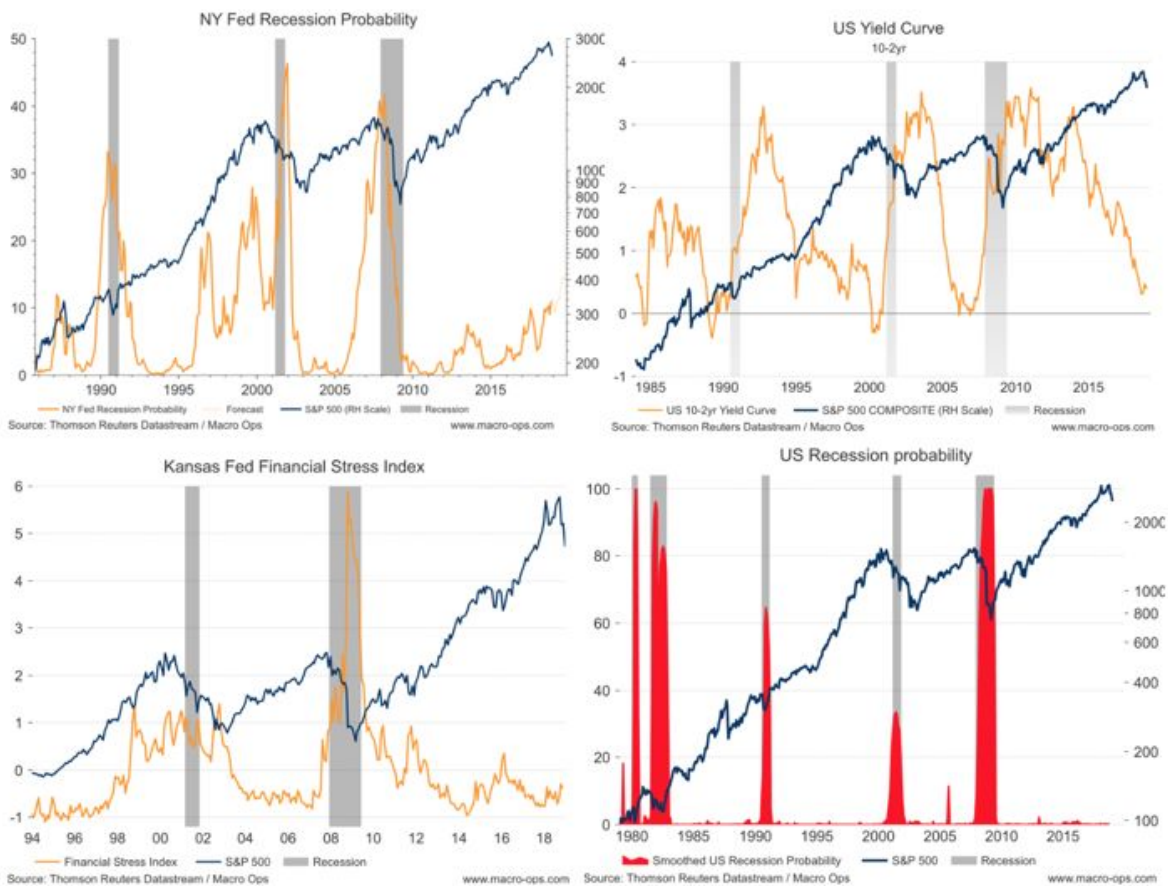 NY Fed Recession Probability
50
40
30
20
10
0
3000
2000
1000
900
800
700
600
500
400
300
200
1990 1995 2000 2005 2010 2015
NY Fed Recession Probability Forecast S&P 500 (RH Scale) Recession
Source: Thomson Reuters Datastream / Macro Ops www.macro-ops.com
US Yield Curve
10-2yr
4
3
2
1
0
-1
1985 1990 1995 2000 2005 2010 2015
US 10-2yr Yield Curve S&P 500 COMPOSITE (RH Scale) Recession
Source: Thomson Reuters Datastream / Macro Ops www.macro-ops.com
Kansas Fed Financial Stress Index
6
5
4
3
2
1
0
-1
94 96 98 00 02 04 06 08 10 12 14 16 18
Financial Stress Index S&P 500 Recession
Source: Thomson Reuters Datastream / Macro Ops www.macro-ops.com
US Recession probability
100
80
60
40
20
0
2000
1000
800
600
400
200
100
1980 1985 1990 1995 2000 2005 2010 2015
Smoothed US Recession Probability S&P 500 Recession
Source: Thomson Reuters Datastream / Macro Ops www.macro-ops.com